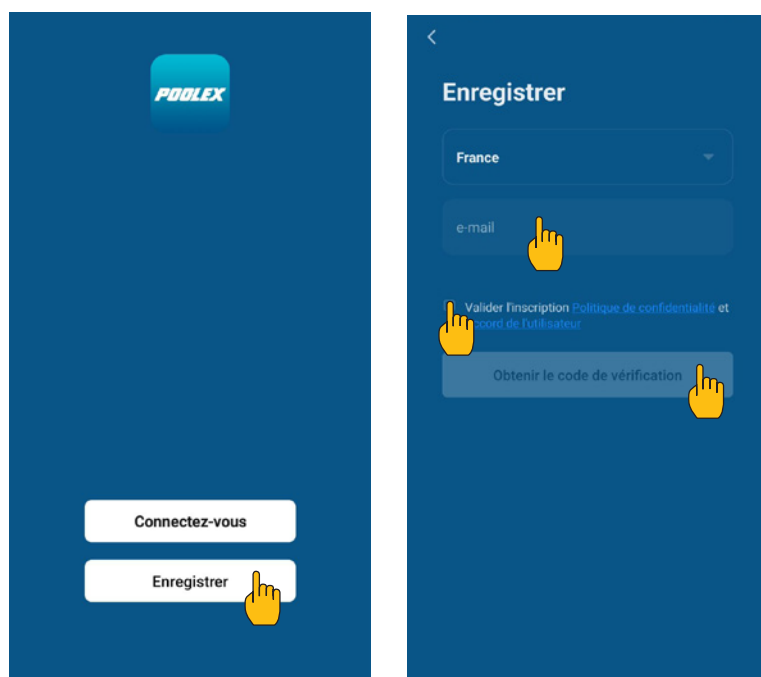 POOLEX
Connectez-vous
Enregistrer
Enregistrer
France
e-mail
Valider l'inscription Politique de confidentialité et
accord de l'utilisateur
Obtenir le code de vérification